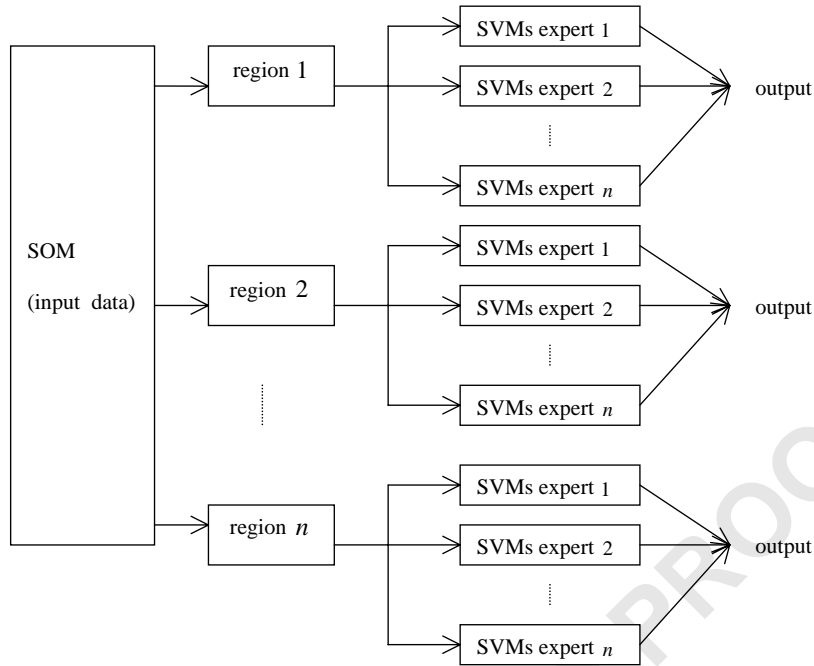 SOM
(input data)
region 1
SVMs expert 1
SVMs expert 2
SVMs expert n
output
region 2
SVMs expert 1
SVMs expert 2
SVMs expert n
output
region n
SVMs expert 1
SVMs expert 2
SVMs expert n
output
PROO